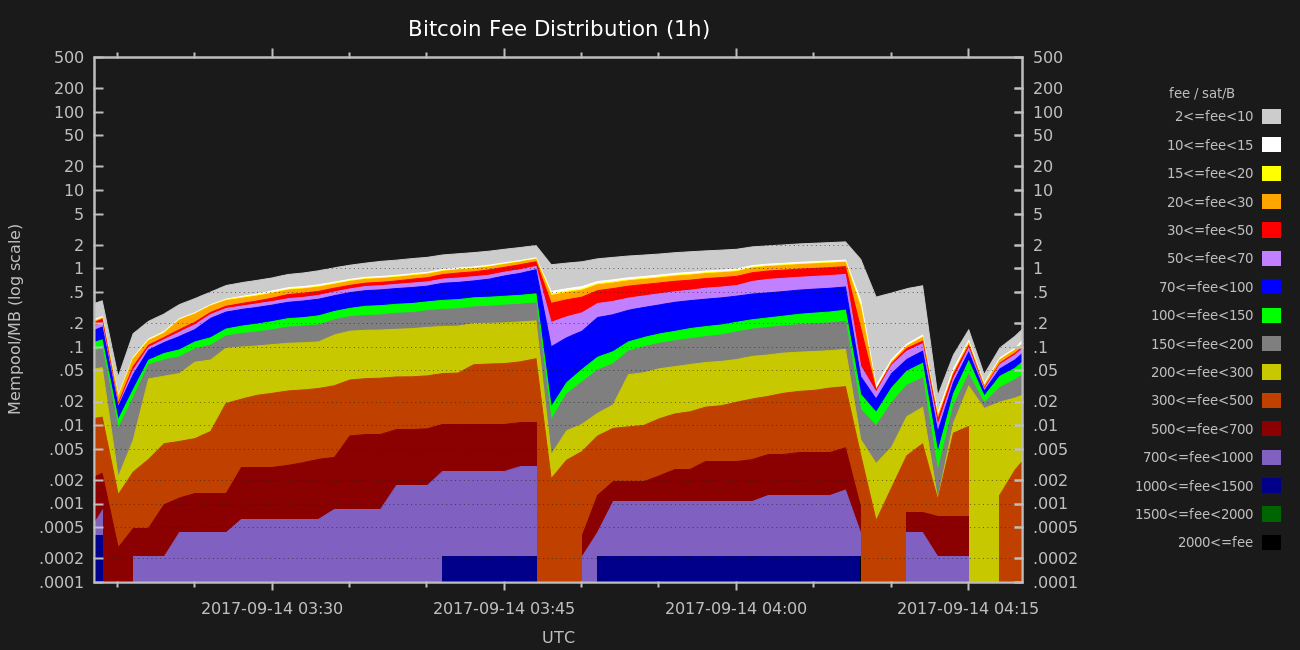 Bitcoin Fee Distribution (1h)
Mempool/MB (log scale)
500
200
100
50
20
10
5
2
1
.5
.2
.1
.05
.02
.01
.005
.002
.001
.0005
.0002
.0001
500
200
100
50
20
10
5
2
1
.5
.2
.1
.05
.02
.01
.005
.002
.001
.0005
.0002
.0001
2017-09-14 03:30
2017-09-14 03:45
2017-09-14 04:00
2017-09-14 04:15
UTC
fee / sat/B
2<=fee<10
10<=fee<15
15<=fee<20
20<=fee<30
30<=fee<50
50<=fee<70
70<=fee<100
100<=fee<150
150<=fee<200
200<=fee<300
300<=fee<500
500<=fee<700
700<=fee<1000
1000<=fee<1500
1500<=fee<2000
2000<=fee